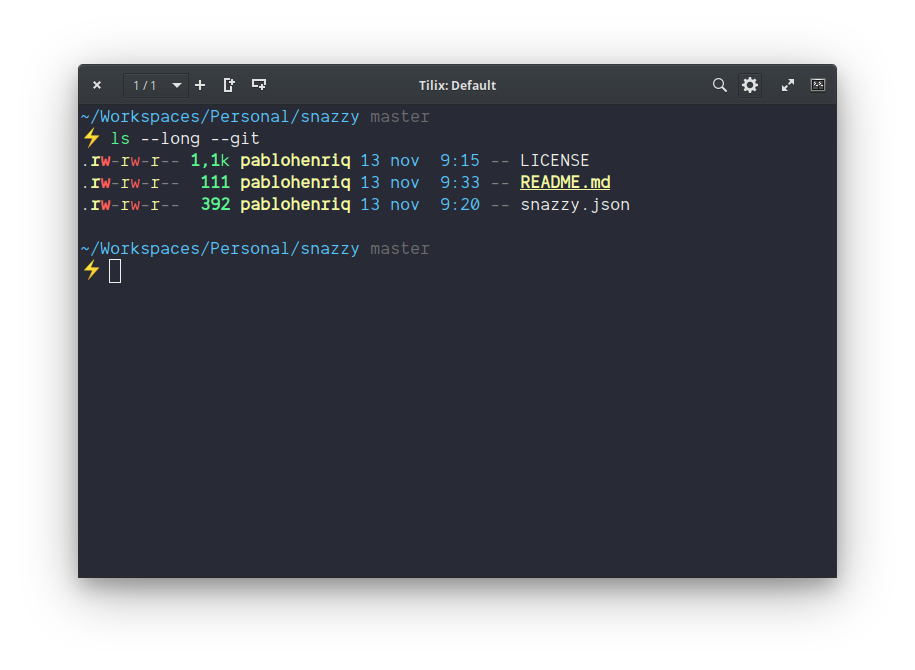 1 / 1
Tilix: Default
~/Workspaces/Personal/snazzy master
⚡ ls --long --git
.rw-rw-r-- 1,1k pablohenriq 13 nov 9:15 -- LICENSE
.rw-rw-r-- 111 pablohenriq 13 nov 9:33 -- README.md
.rw-rw-r-- 392 pablohenriq 13 nov 9:20 -- snazzy.json
~/Workspaces/Personal/snazzy master
⚡